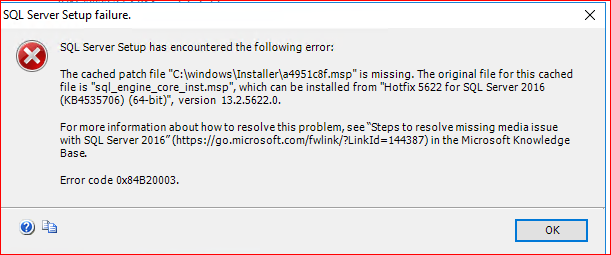 SQL Server Setup failure.
SQL Server Setup has encountered the following error:
The cached patch file "C:\windows\Installer\a4951c8f.msp" is missing. The original file for this cached
file is "sql_engine_core_inst.msp", which can be installed from "Hotfix 5622 for SQL Server 2016
(KB4535706) (64-bit)", version 13.2.5622.0.
For more information about how to resolve this problem, see “Steps to resolve missing media issue
with SQL Server 2016” (https://go.microsoft.com/fwlink/?LinkId=144387) in the Microsoft Knowledge
Base.
Error code 0x84B20003.
OK